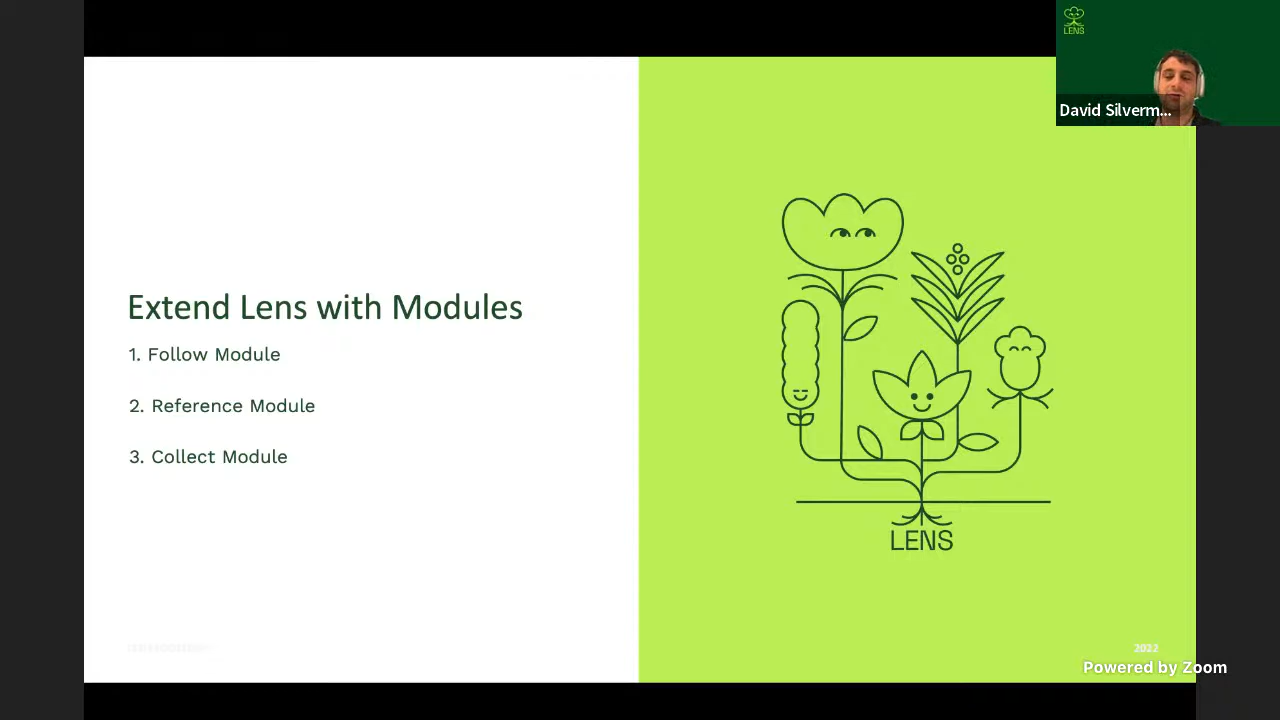 LENS
David Silverm...
Extend Lens with Modules
1. Follow Module
2. Reference Module
3. Collect Module
LENS
2022
Powered by Zoom